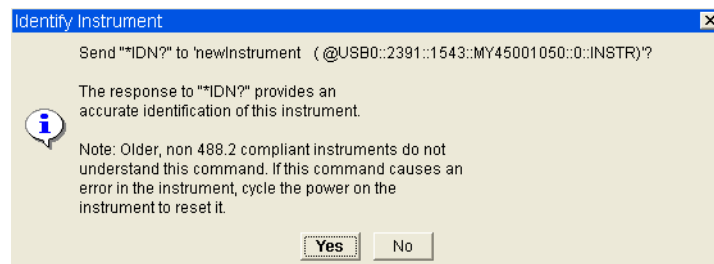 Identify Instrument
Send "*IDN?" to 'newInstrument ( @USB0::2391::1543::MY45001050::0::INSTR)'?
The response to "*IDN?" provides an
accurate identification of this instrument.
Note: Older, non 488.2 compliant instruments do not
understand this command. If this command causes an
error in the instrument, cycle the power on the
instrument to reset it.
Yes No